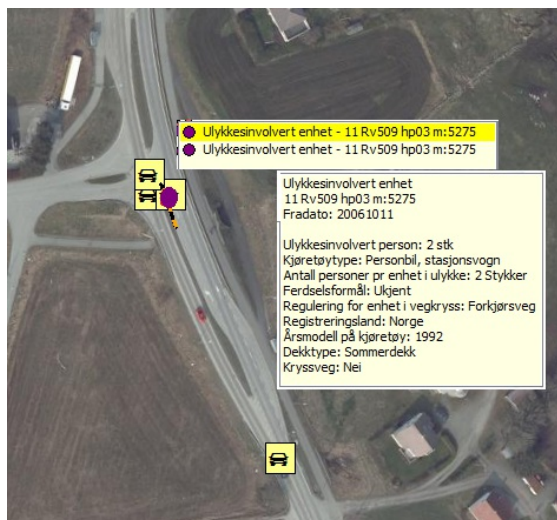 Ulykkesinvolvert enhet - 11 Rv509 hp03 m:5275
Ulykkesinvolvert enhet - 11 Rv509 hp03 m:5275
Ulykkesinvolvert enhet
11 Rv509 hp03 m:5275
Fradato: 20061011
Ulykkesinvolvert person: 2 stk
Kjøretøytype: Personbil, stasjonsvogn
Antall personer pr enhet i ulykke: 2 Stykker
Ferdselsformål: Ukjent
Regulering for enhet i vegkryss: Forkjørsveg
Registreringsland: Norge
Årsmodell på kjøretøy: 1992
Dekktype: Sommerdekk
Kryssveg: Nei